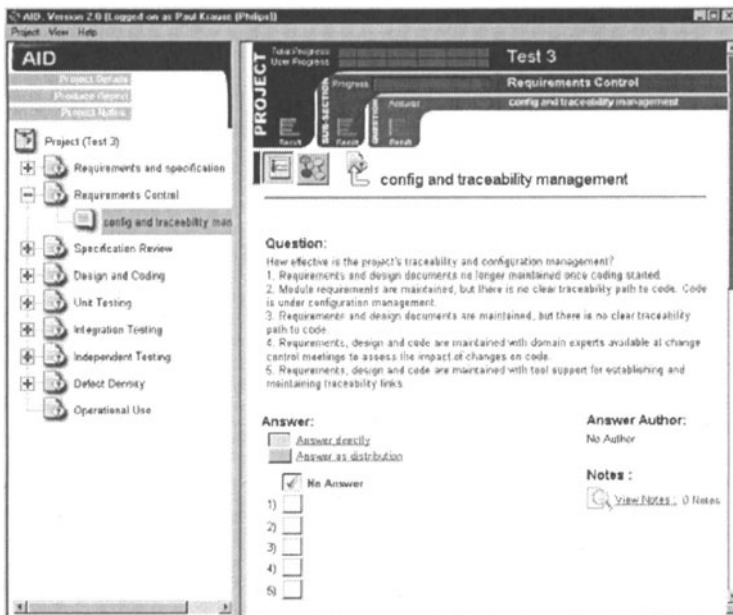 AID, Version 2.0 (Logged on as Paul Krause (Philips))
Project View Help
AID
Project Details
Produce Report
Project Notes
Project (Test 3)
Requirements and specification
Requirements Control
config and traceability man
Specification Review
Design and Coding
Unit Testing
Integration Testing
Independent Testing
Defect Density
Operational Use
PROJECT
Total Progress:
User Progress:
Test 3
SUB-SECTION
Progress
Requirements Control
QUESTION
Answer
config and traceability management
Result
Result
Result
config and traceability management
Question:
How effective is the project's traceability and configuration management?
1. Requirements and design documents no longer maintained once coding started.
2. Module requirements are maintained, but there is no clear traceability path to code. Code
is under configuration management.
3. Requirements and design documents are maintained, but there is no clear traceability
path to code.
4. Requirements, design and code are maintained with domain experts available at change
control meetings to assess the impact of changes on code.
5. Requirements, design and code are maintained with tool support for establishing and
maintaining traceability links.
Answer:
Answer directly
Answer as distribution
No Answer
1)
2)
3)
4)
5)
Answer Author:
No Author
Notes :
View Notes : 0 Notes